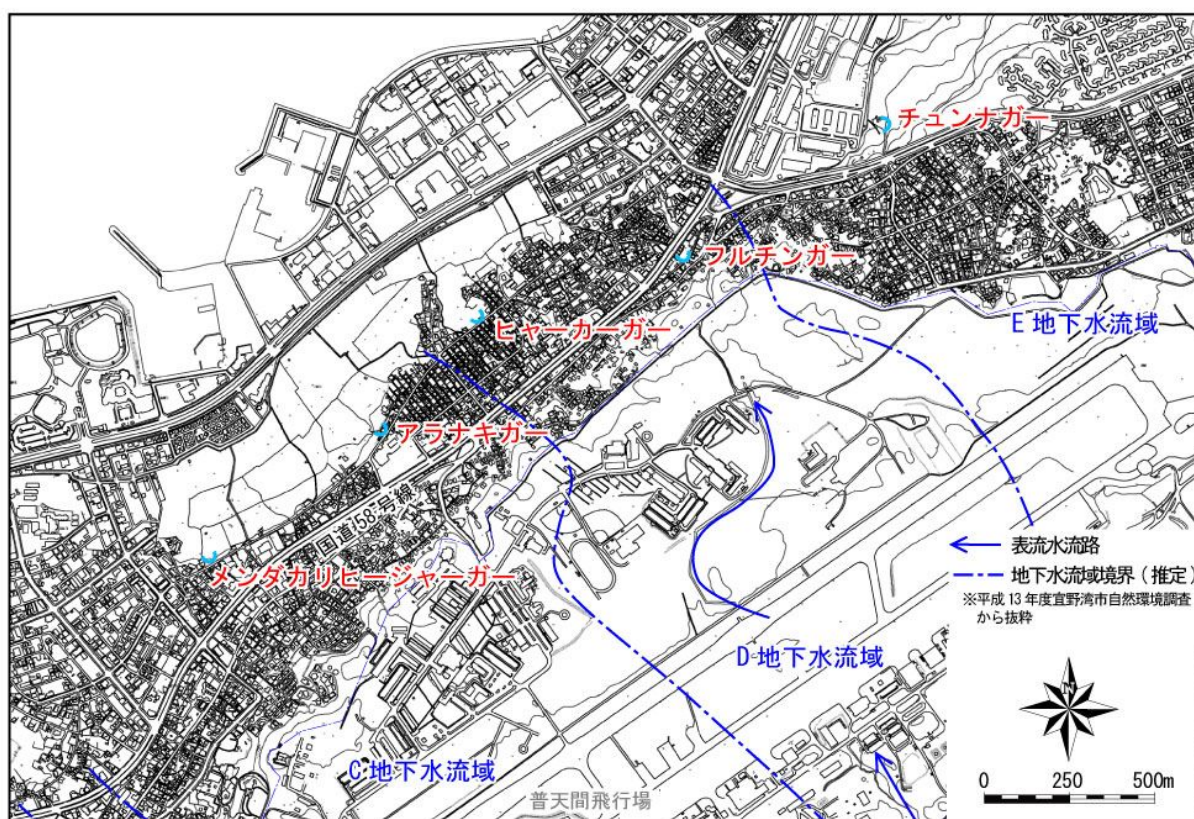 チュンナガー
フルチンガー
E地下水流域
ヒャーカーガー
アラナキガー
国道58号線
メンダカリヒージャーガー
表流水流路
地下水流域境界(推定)
※平成13年度宜野湾市自然環境調査
から抜粋
D地下水流域
N
C地下水流域
普天間飛行場
0 250 500m